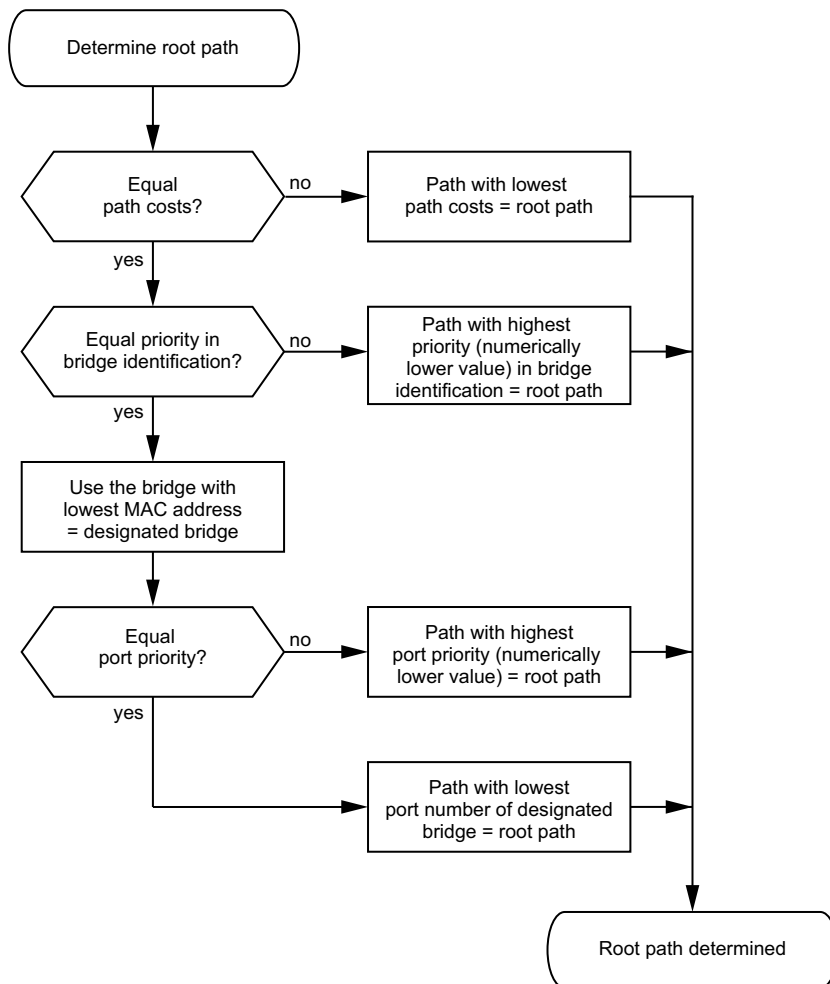 Determine root path
Equal
path costs?
no
Path with lowest
path costs = root path
yes
Equal priority in
bridge identification?
no
Path with highest
priority (numerically
lower value) in bridge
identification = root path
yes
Use the bridge with
lowest MAC address
= designated bridge
Equal
port priority?
no
Path with highest
port priority (numerically
lower value) = root path
yes
Path with lowest
port number of designated
bridge = root path
Root path determined